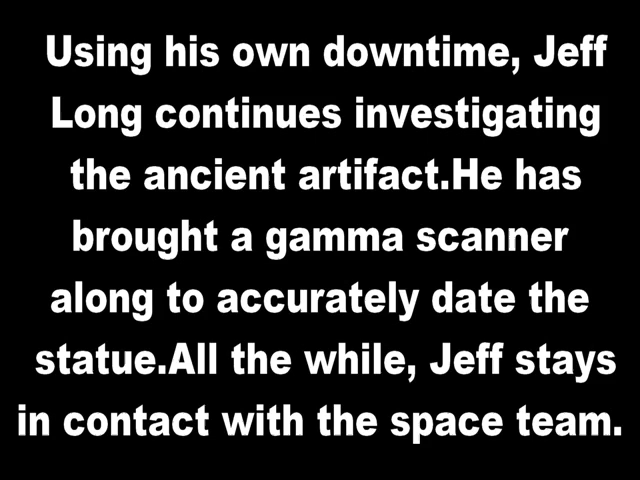 Using his own downtime, Jeff
Long continues investigating
the ancient artifact.He has
brought a gamma scanner
along to accurately date the
statue.All the while, Jeff stays
in contact with the space team.